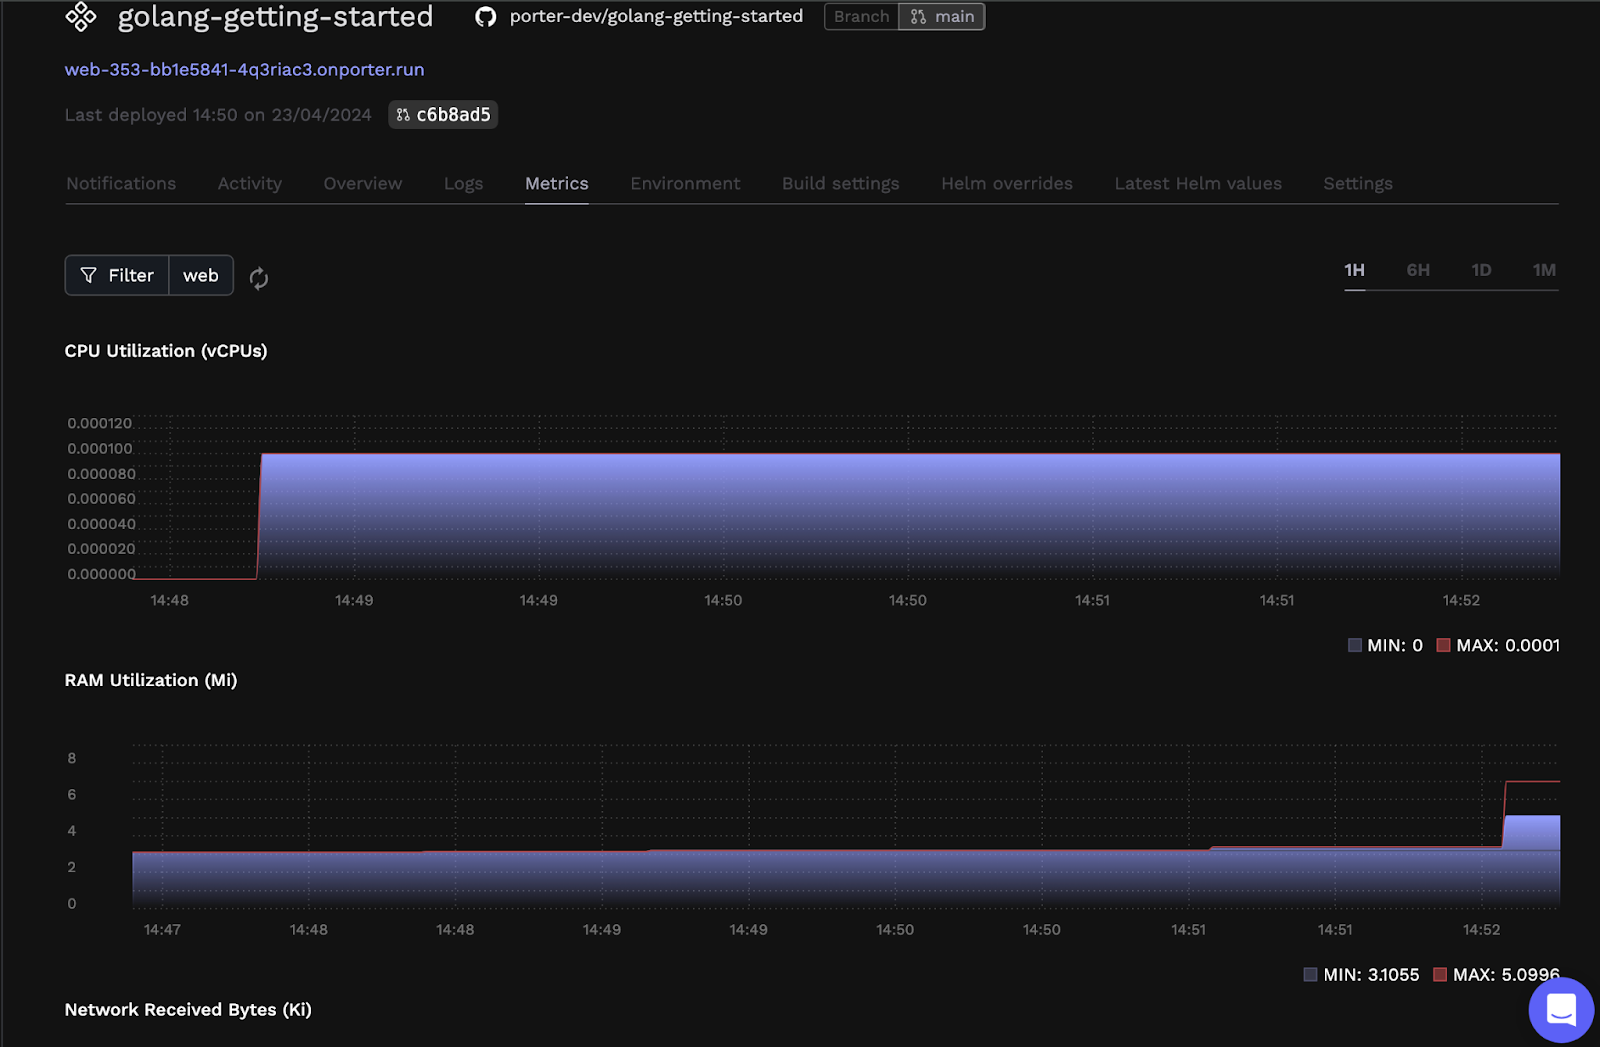 golang-getting-started porter-dev/golang-getting-started Branch main
web-353-bb1e5841-4q3riac3.onporter.run
Last deployed 14:50 on 23/04/2024 c6b8ad5
Notifications Activity Overview Logs Metrics Environment Build settings Helm overrides Latest Helm values Settings
Filter web 1H 6H 1D 1M
CPU Utilization (vCPUs)
0.000120
0.000100
0.000080
0.000060
0.000040
0.000020
0.000000
14:48 14:49 14:49 14:50 14:50 14:51 14:51 14:52
MIN: 0 MAX: 0.0001
RAM Utilization (Mi)
8
6
4
2
0
14:47 14:48 14:48 14:49 14:49 14:50 14:50 14:51 14:51 14:52
MIN: 3.1055 MAX: 5.0996
Network Received Bytes (Ki)